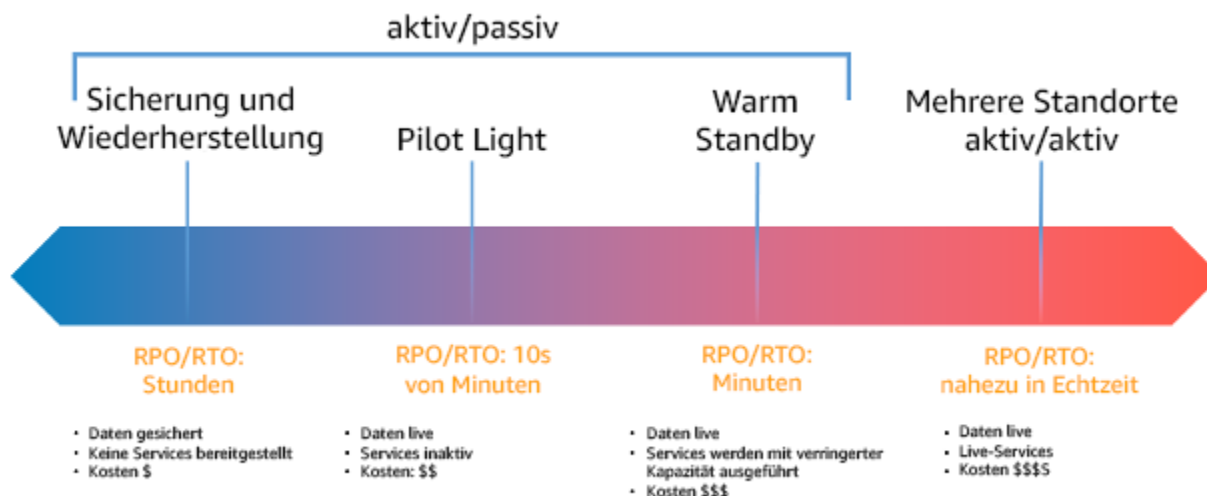 aktiv/passiv
Sicherung und
Wiederherstellung
Pilot Light
Warm
Standby
Mehrere Standorte
aktiv/aktiv
RPO/RTO:
Stunden
RPO/RTO: 10s
von Minuten
RPO/RTO:
Minuten
RPO/RTO:
nahezu in Echtzeit
• Daten gesichert
• Keine Services bereitgestellt
• Kosten $
• Daten live
• Services inaktiv
• Kosten: $$
• Daten live
• Services werden mit verringerter
Kapazität ausgeführt
• Kosten $$$
• Daten live
• Live-Services
• Kosten $$$S